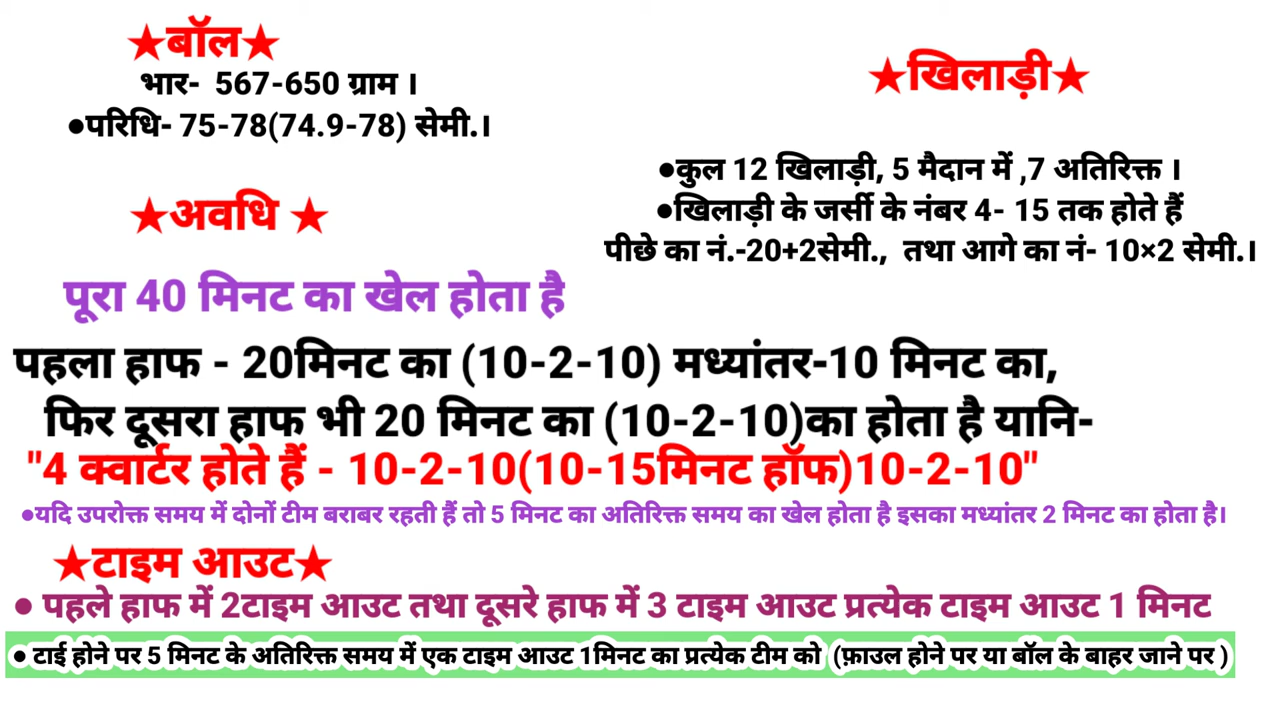 ★बॉल★
भार- 567-650 ग्राम ।
●परिधि- 75-78(74.9-78) सेमी.।
★खिलाड़ी★
●कुल 12 खिलाड़ी, 5 मैदान में ,7 अतिरिक्त ।
●खिलाड़ी के जर्सी के नंबर 4- 15 तक होते हैं
पीछे का नं.-20+2सेमी., तथा आगे का नं- 10×2 सेमी.।
★अवधि ★
पूरा 40 मिनट का खेल होता है
पहला हाफ - 20मिनट का (10-2-10) मध्यांतर-10 मिनट का,
फिर दूसरा हाफ भी 20 मिनट का (10-2-10)का होता है यानि-
"4 क्वार्टर होते हैं - 10-2-10(10-15मिनट हॉफ)10-2-10"
●यदि उपरोक्त समय में दोनों टीम बराबर रहती हैं तो 5 मिनट का अतिरिक्त समय का खेल होता है इसका मध्यांतर 2 मिनट का होता है।
★टाइम आउट★
● पहले हाफ में 2टाइम आउट तथा दूसरे हाफ में 3 टाइम आउट प्रत्येक टाइम आउट 1 मिनट
● टाई होने पर 5 मिनट के अतिरिक्त समय में एक टाइम आउट 1मिनट का प्रत्येक टीम को (फ़ाउल होने पर या बॉल के बाहर जाने पर )